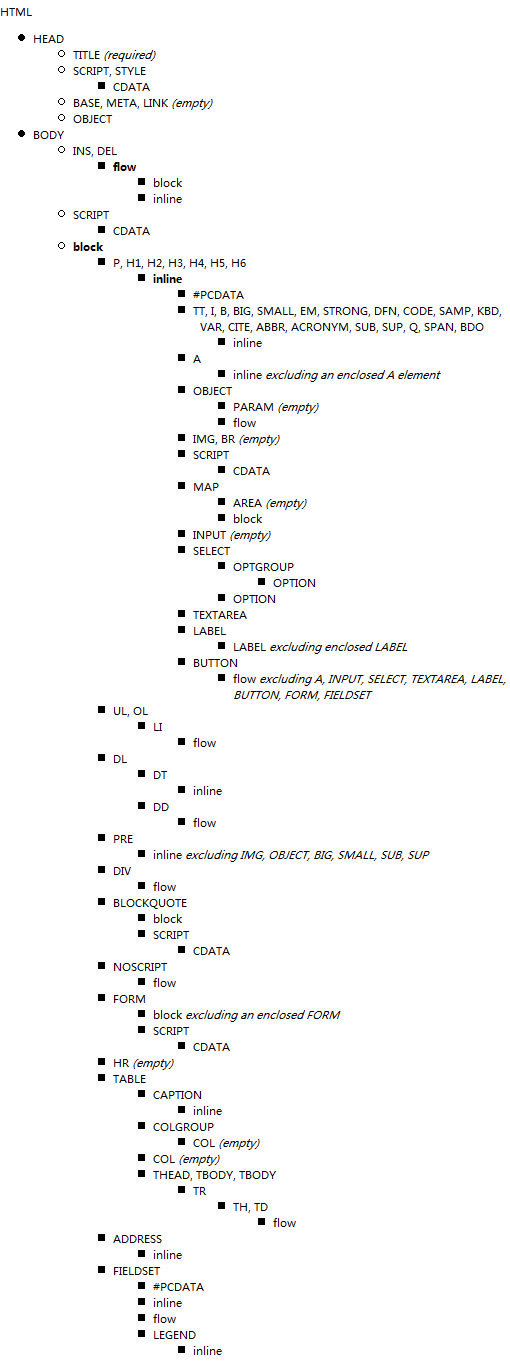 HTML
HEAD
TITLE (required)
SCRIPT, STYLE
CDATA
BASE, META, LINK (empty)
OBJECT
BODY
INS, DEL
flow
block
inline
SCRIPT
CDATA
block
P, H1, H2, H3, H4, H5, H6
inline
#PCDATA
TT, I, B, BIG, SMALL, EM, STRONG, DFN, CODE, SAMP, KBD,
VAR, CITE, ABBR, ACRONYM, SUB, SUP, Q, SPAN, BDO
inline
A
inline excluding an enclosed A element
OBJECT
PARAM (empty)
flow
IMG, BR (empty)
SCRIPT
CDATA
MAP
AREA (empty)
block
INPUT (empty)
SELECT
OPTGROUP
OPTION
OPTION
TEXTAREA
LABEL
LABEL excluding enclosed LABEL
BUTTON
flow excluding A, INPUT, SELECT, TEXTAREA, LABEL,
BUTTON, FORM, FIELDSET
UL, OL
LI
flow
DL
DT
inline
DD
flow
PRE
inline excluding IMG, OBJECT, BIG, SMALL, SUB, SUP
DIV
flow
BLOCKQUOTE
block
SCRIPT
CDATA
NOSCRIPT
flow
FORM
block excluding an enclosed FORM
SCRIPT
CDATA
HR (empty)
TABLE
CAPTION
inline
COLGROUP
COL (empty)
COL (empty)
THEAD, TBODY, TBODY
TR
TH, TD
flow
ADDRESS
inline
FIELDSET
#PCDATA
inline
flow
LEGEND
inline